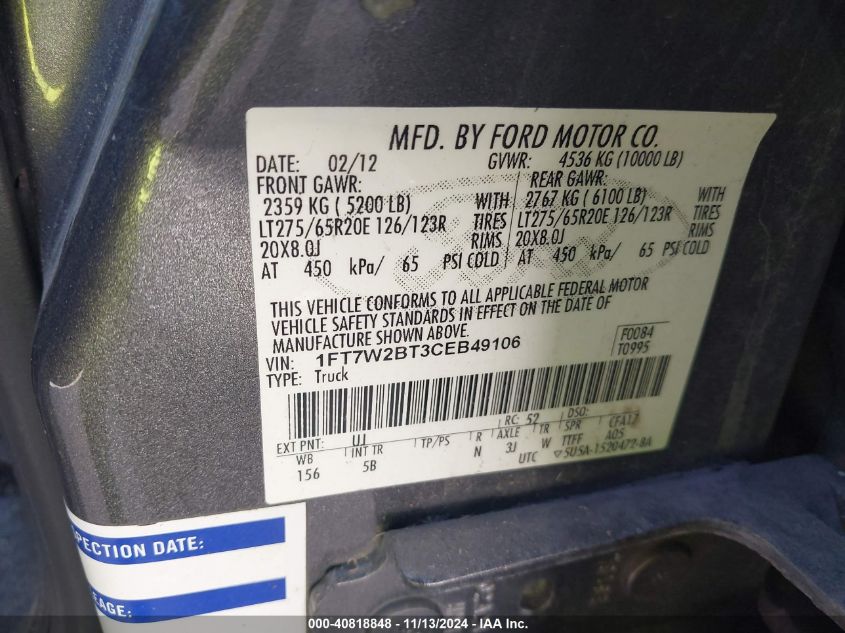 MFD. BY FORD MOTOR CO.
DATE: 02/12 GVWR: 4536 KG (10000 LB)
FRONT GAWR: REAR GAWR:
2359 KG ( 5200 LB) WITH 2767 KG ( 6100 LB) WITH
LT275/65R20E 126/123R TIRES LT275/65R20E 126/123R TIRES
20X8.0J RIMS 20X8.0J RIMS
AT 450 kPa/ 65 PSI COLD AT 450 kPa/ 65 PSI COLD
THIS VEHICLE CONFORMS TO ALL APPLICABLE FEDERAL MOTOR
VEHICLE SAFETY STANDARDS IN EFFECT ON THE DATE OF
MANUFACTURE SHOWN ABOVE.
VIN: 1FT7W2BT3CEB49106 F0084
TYPE: Truck T0995
EXT PNT: UJ RC: 52 DSO:
WB INT TR TP/PS R AXLE TR SPR CFA17
156 5B N 3J W TTFF A05
UTC ▽5U5A-1520472-BA
PECTION DATE:
EAGE:
000-40818848 - 11/13/2024 - IAA Inc.